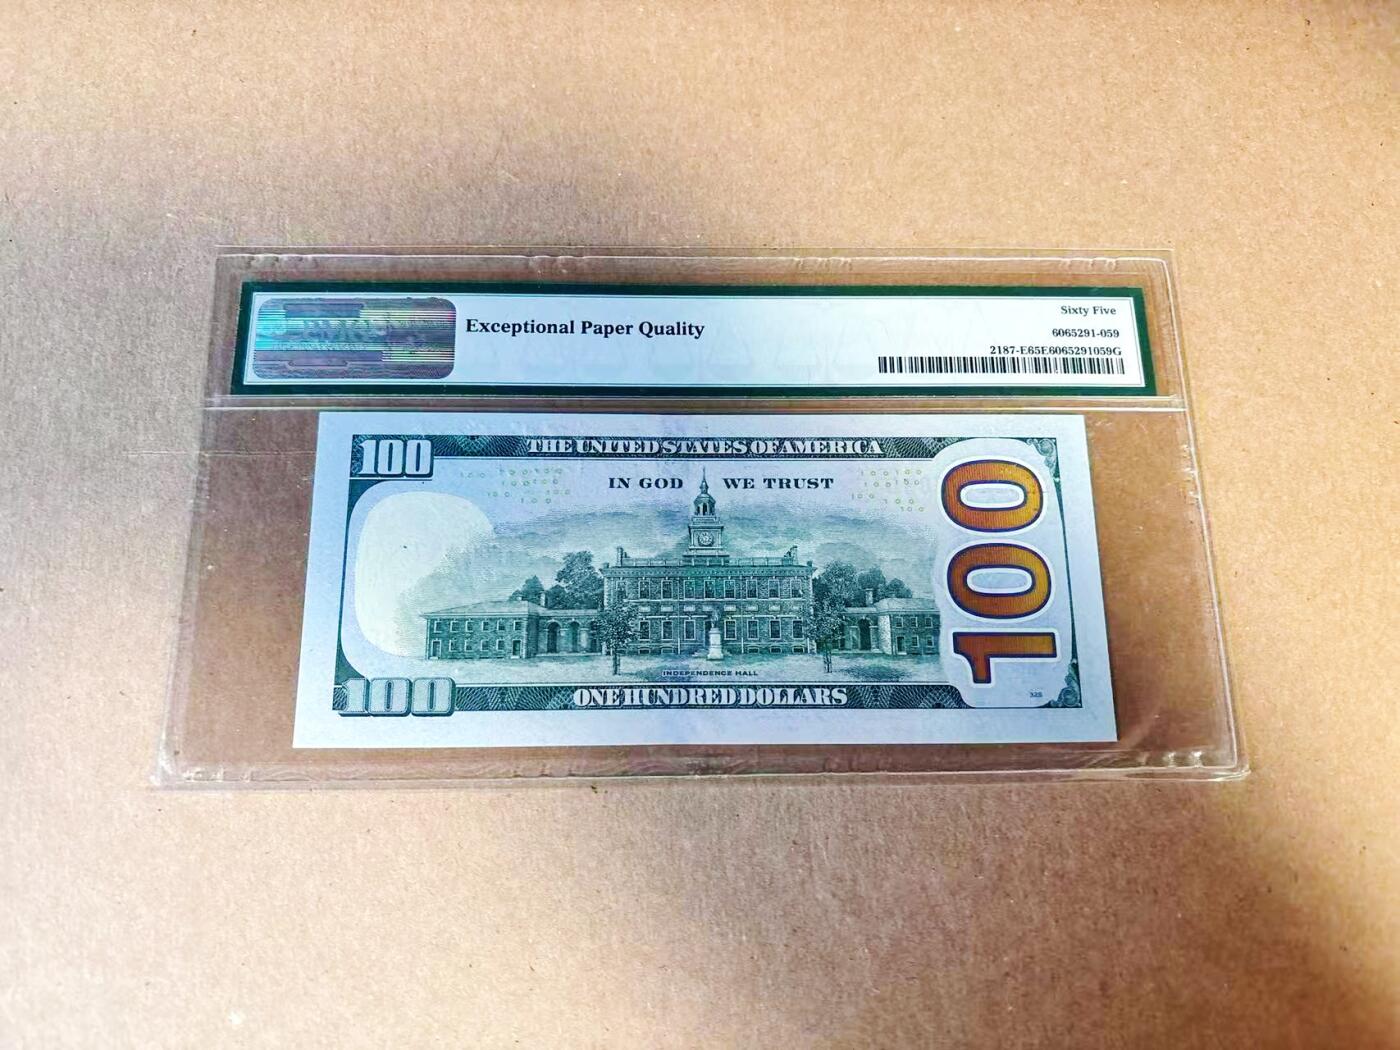 Exceptional Paper Quality
Sixty Five
6065291-059
2187-E65E6065291059G
100
THE UNITED STATES OF AMERICA
IN GOD WE TRUST
100
INDEPENDENCE HALL
100
ONE HUNDRED DOLLARS
325